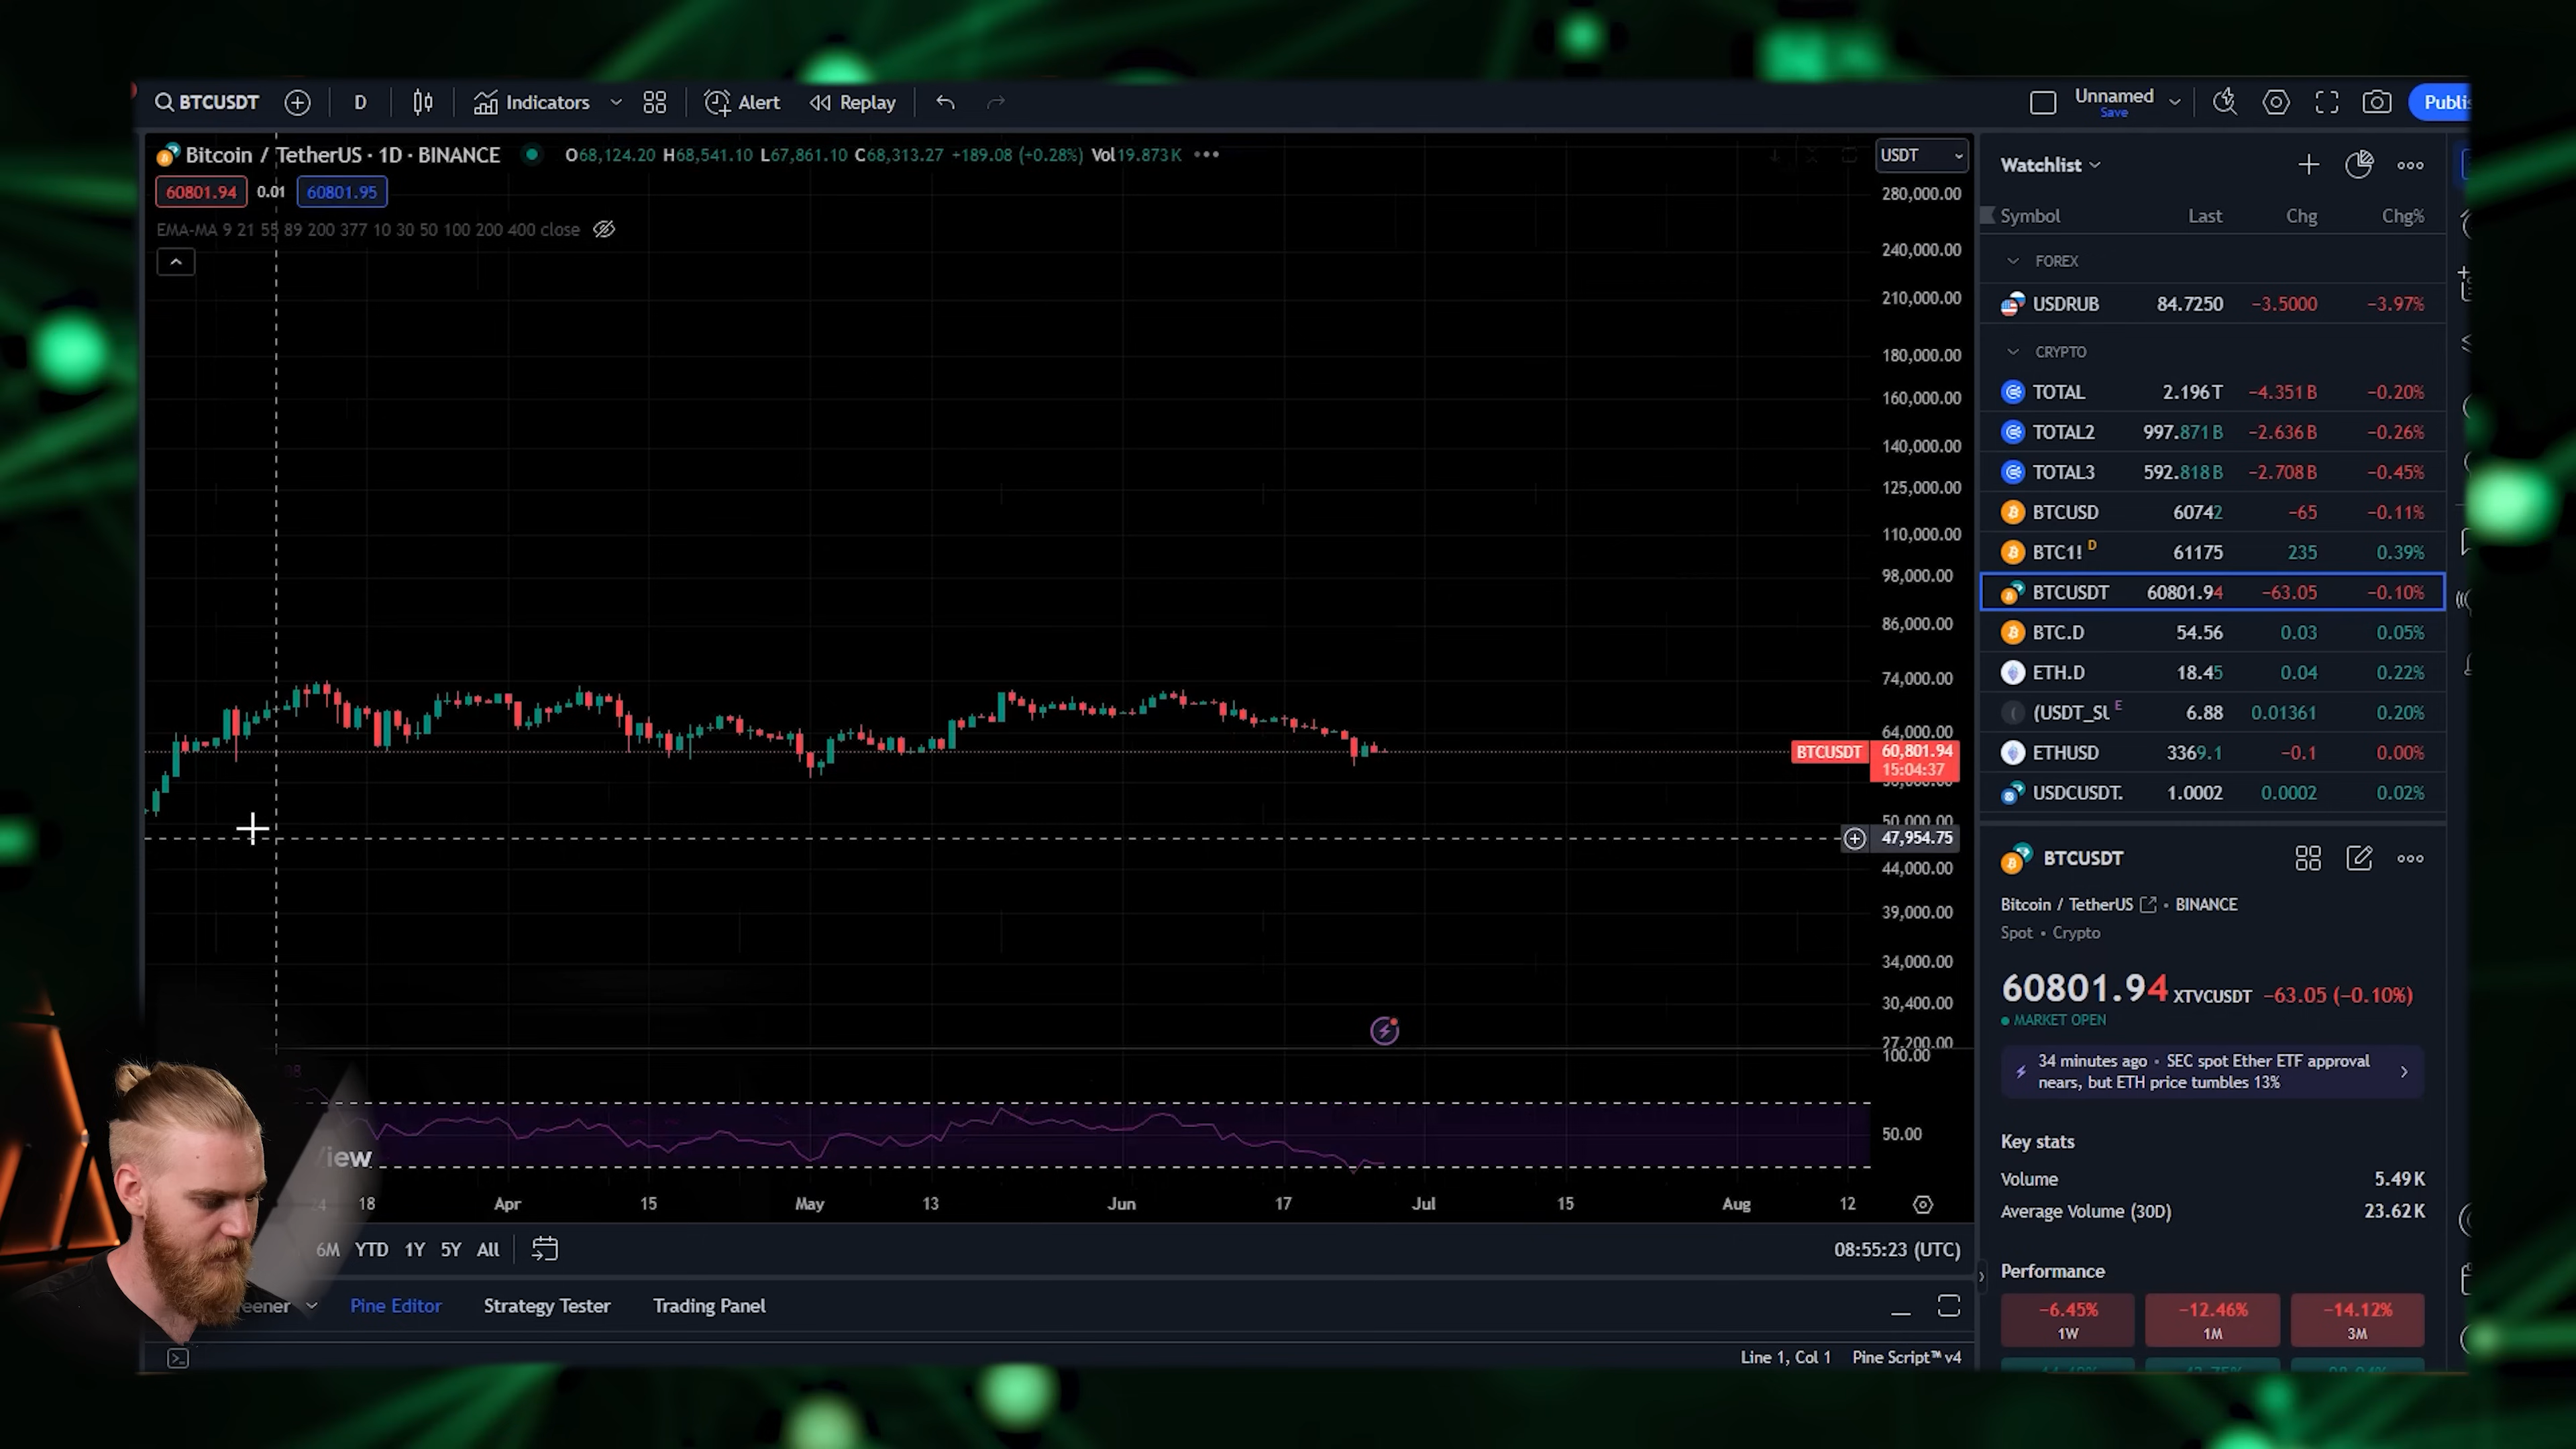 BTCUSDT D Indicators Alert Replay Unnamed
Save
Bitcoin / TetherUS · 1D · BINANCE O68,124.20 H68,541.10 L67,861.10 C68,313.27 +189.08 (+0.28%) Vol19.873K
60801.94 0.01 60801.95
EMA-MA 9 21 55 89 200 377 10 30 50 100 200 400 close
USDT
280,000.00
240,000.00
210,000.00
180,000.00
160,000.00
140,000.00
125,000.00
110,000.00
98,000.00
86,000.00
74,000.00
64,000.00
BTCUSDT 60,801.94
15:04:37
50,000.00
47,954.75
44,000.00
39,000.00
34,000.00
30,400.00
27,200.00
100.00
50.00
18 Apr 15 May 13 Jun 17 Jul 15 Aug 12
6M YTD 1Y 5Y All
08:55:23 (UTC)
Pine Editor Strategy Tester Trading Panel
Line 1, Col 1 Pine Script™ v4
Watchlist
Symbol Last Chg Chg%
FOREX
USDRUB 84.7250 −3.5000 −3.97%
CRYPTO
TOTAL 2.196 T −4.351 B −0.20%
TOTAL2 997.871 B −2.636 B −0.26%
TOTAL3 592.818 B −2.708 B −0.45%
BTCUSD 60742 −65 −0.11%
BTC1! D 61175 235 0.39%
BTCUSDT 60801.94 −63.05 −0.10%
BTC.D 54.56 0.03 0.05%
ETH.D 18.45 0.04 0.22%
E 6.88 0.01361 0.20%
ETHUSD 3369.1 −0.1 0.00%
USDCUSDT. 1.0002 0.0002 0.02%
BTCUSDT
Bitcoin / TetherUS • BINANCE
Spot • Crypto
60801.94 XTVCUSDT −63.05 (−0.10%)
MARKET OPEN
34 minutes ago • SEC spot Ether ETF approval
nears, but ETH price tumbles 13%
Key stats
Volume 5.49 K
Average Volume (30D) 23.62 K
Performance
−6.45% −12.46% −14.12%
1W 1M 3M